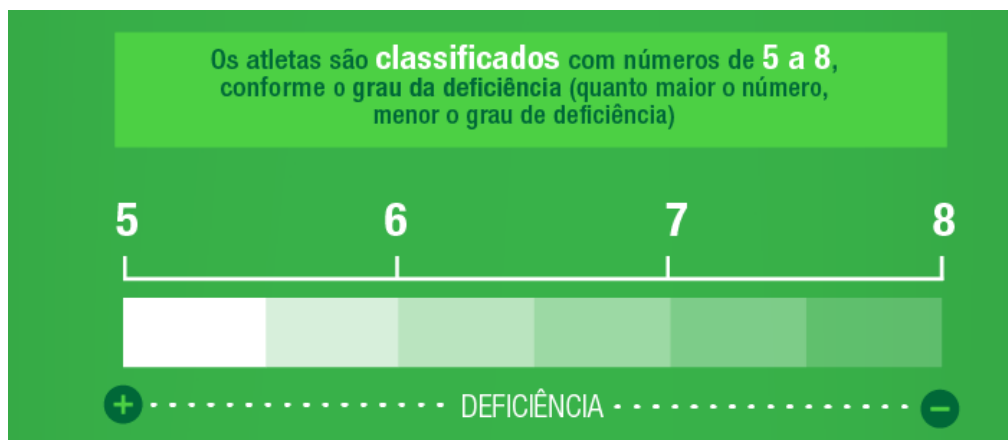 Os atletas são classificados com números de 5 a 8,
conforme o grau da deficiência (quanto maior o número,
menor o grau de deficiência)
5 6 7 8
+ DEFICIÊNCIA −